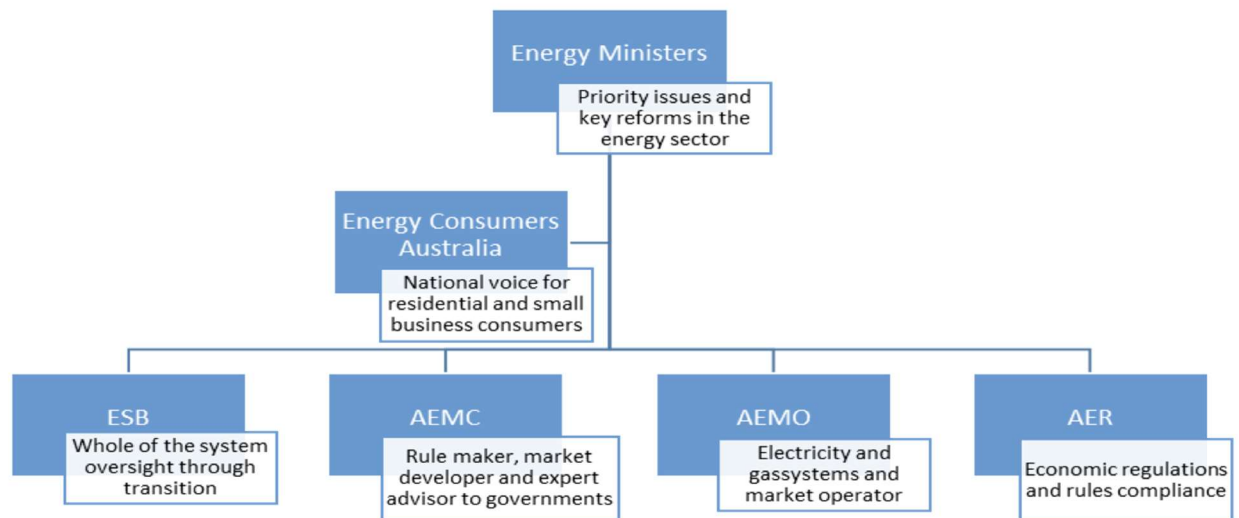 Energy Ministers
Priority issues and
key reforms in the
energy sector
Energy Consumers
Australia
National voice for
residential and small
business consumers
ESB
Whole of the system
oversight through
transition
AEMC
Rule maker, market
developer and expert
advisor to governments
AEMO
Electricity and
gassystems and
market operator
AER
Economic regulations
and rules compliance